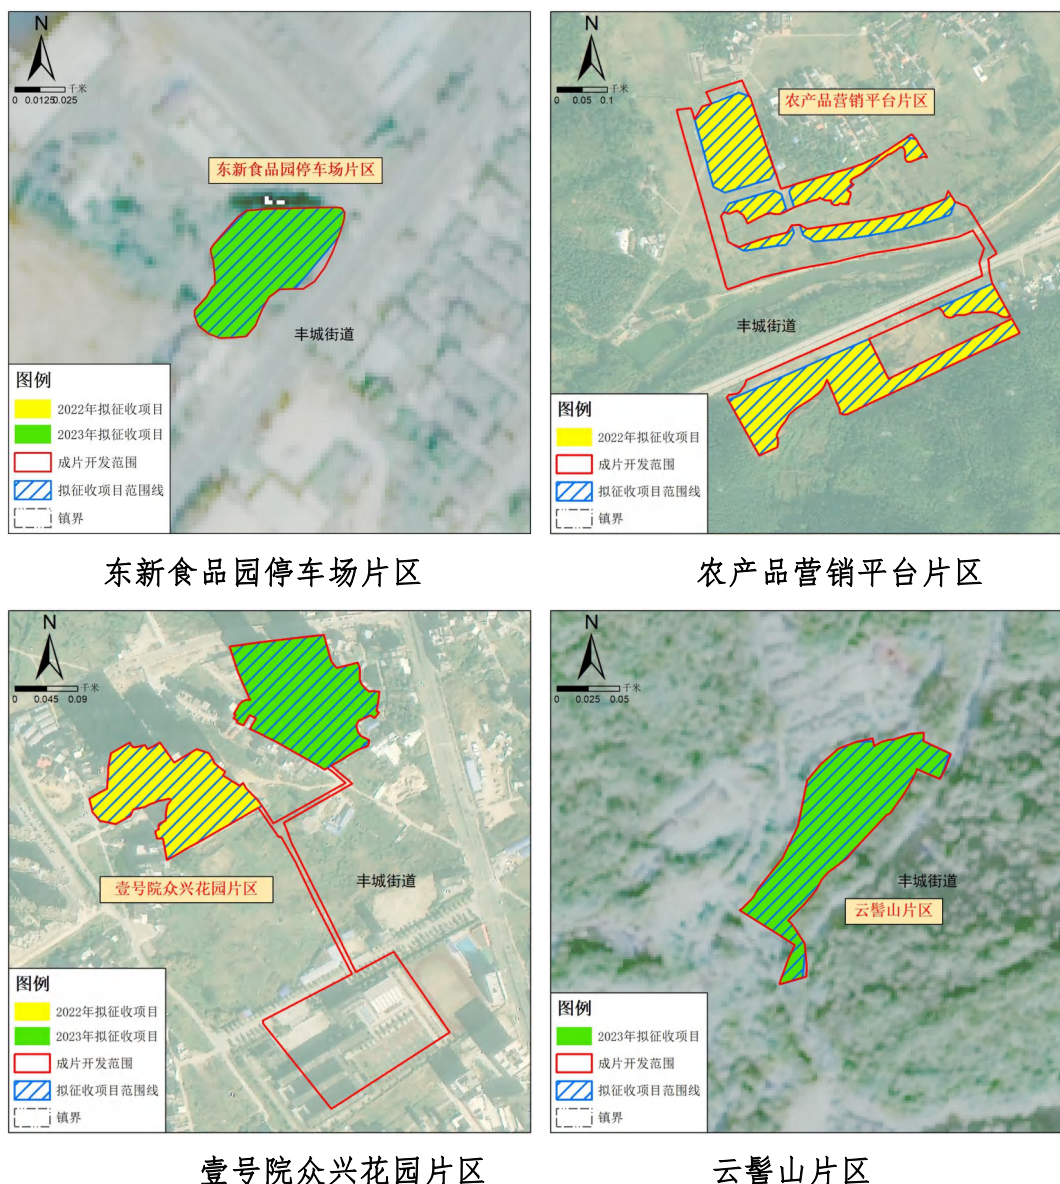 N
千米
0 0.0125 0.025
东新食品园停车场片区
丰城街道
图例
2022年拟征收项目
2023年拟征收项目
成片开发范围
拟征收项目范围线
镇界
东新食品园停车场片区
N
千米
0 0.05 0.1
农产品营销平台片区
丰城街道
图例
2022年拟征收项目
成片开发范围
拟征收项目范围线
镇界
农产品营销平台片区
N
千米
0 0.045 0.09
丰城街道
壹号院众兴花园片区
图例
2022年拟征收项目
2023年拟征收项目
成片开发范围
拟征收项目范围线
镇界
壹号院众兴花园片区
N
千米
0 0.025 0.05
丰城街道
云髻山片区
图例
2023年拟征收项目
成片开发范围
拟征收项目范围线
镇界
云髻山片区